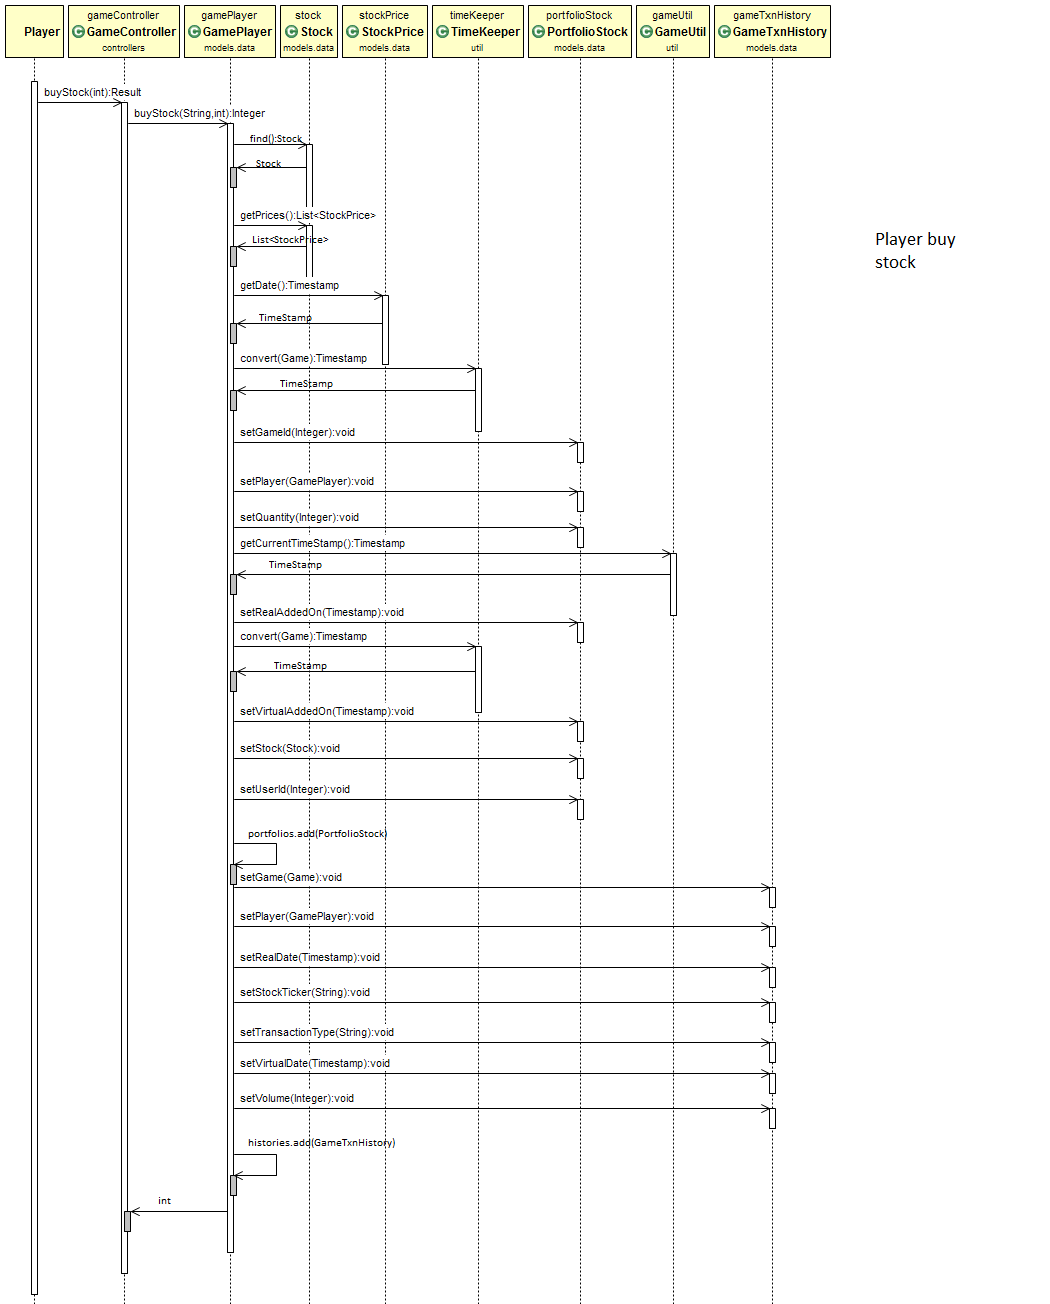 Player
gameController
GameController
controllers
gamePlayer
GamePlayer
models.data
stock
Stock
models.data
stockPrice
StockPrice
models.data
timeKeeper
TimeKeeper
util
portfolioStock
PortfolioStock
models.data
gameUtil
GameUtil
util
gameTxnHistory
GameTxnHistory
models.data
buyStock(int):Result
buyStock(String,int):Integer
find():Stock
Stock
getPrices():List<StockPrice>
List<StockPrice>
Player buy
stock
getDate():Timestamp
TimeStamp
convert(Game):Timestamp
TimeStamp
setGameId(Integer):void
setPlayer(GamePlayer):void
setQuantity(Integer):void
getCurrentTimeStamp():Timestamp
TimeStamp
setRealAddedOn(Timestamp):void
convert(Game):Timestamp
TimeStamp
setVirtualAddedOn(Timestamp):void
setStock(Stock):void
setUserId(Integer):void
portfolios.add(PortfolioStock)
setGame(Game):void
setPlayer(GamePlayer):void
setRealDate(Timestamp):void
setStockTicker(String):void
setTransactionType(String):void
setVirtualDate(Timestamp):void
setVolume(Integer):void
histories.add(GameTxnHistory)
int